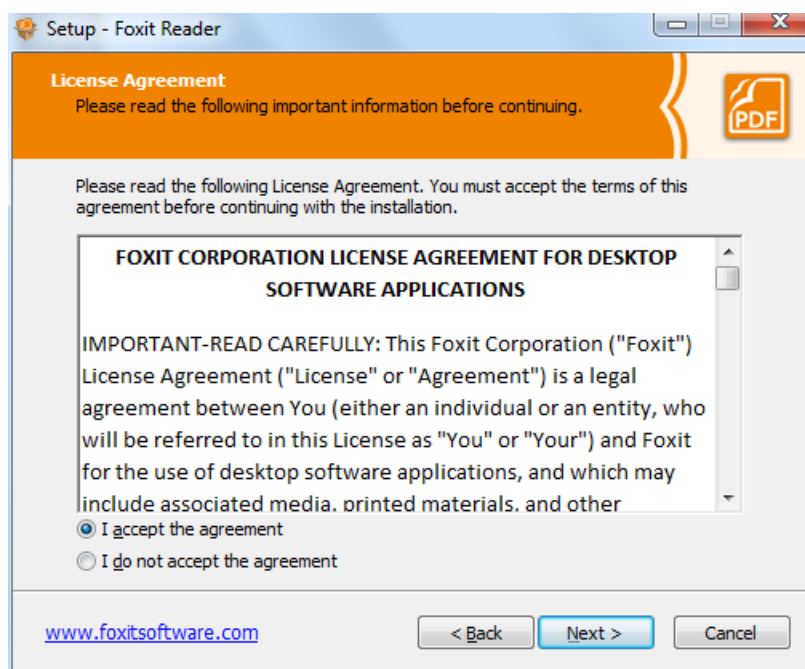 Setup - Foxit Reader
License Agreement
Please read the following important information before continuing.
PDF
Please read the following License Agreement. You must accept the terms of this
agreement before continuing with the installation.
FOXIT CORPORATION LICENSE AGREEMENT FOR DESKTOP
SOFTWARE APPLICATIONS
IMPORTANT-READ CAREFULLY: This Foxit Corporation ("Foxit")
License Agreement ("License" or "Agreement") is a legal
agreement between You (either an individual or an entity, who
will be referred to in this License as "You" or "Your") and Foxit
for the use of desktop software applications, and which may
include associated media, printed materials, and other
I accept the agreement
I do not accept the agreement
www.foxitsoftware.com
< Back
Next >
Cancel